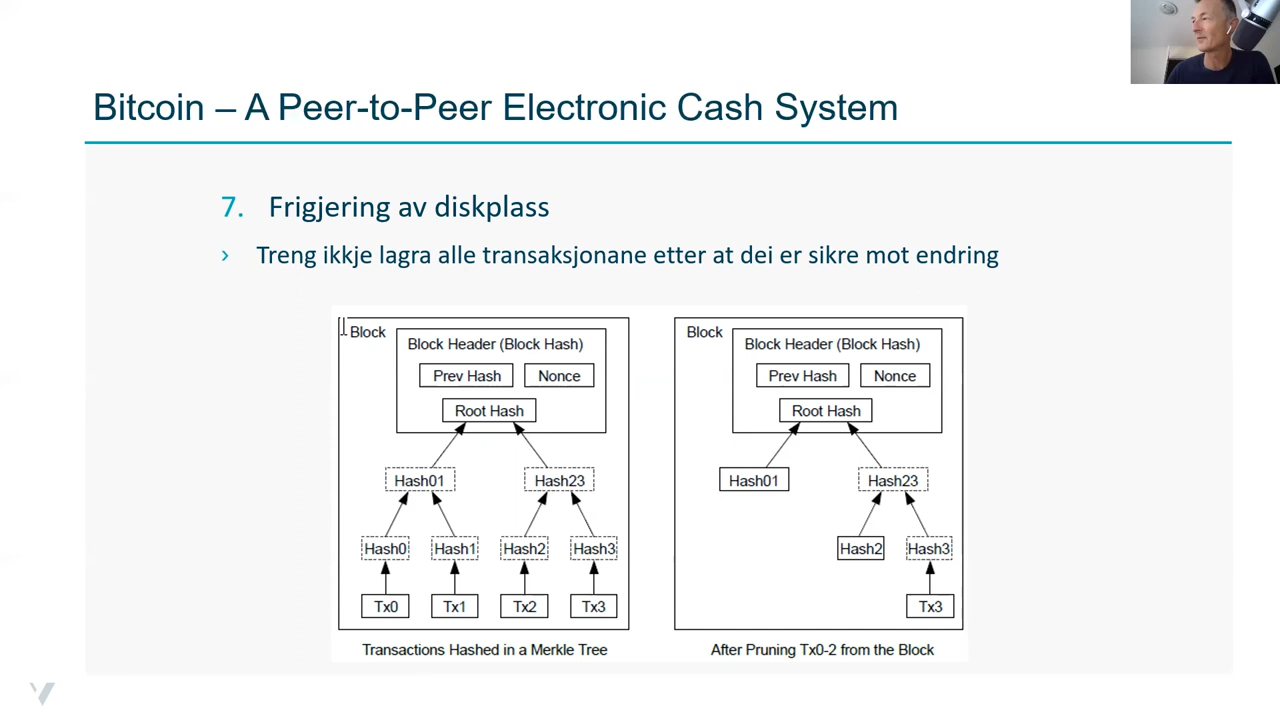 Bitcoin – A Peer-to-Peer Electronic Cash System
7. Frigjering av diskplass
› Treng ikkje lagra alle transaksjonane etter at dei er sikre mot endring
Block
Block Header (Block Hash)
Prev Hash Nonce
Root Hash
Hash01 Hash23
Hash0 Hash1 Hash2 Hash3
Tx0 Tx1 Tx2 Tx3
Transactions Hashed in a Merkle Tree
Block
Block Header (Block Hash)
Prev Hash Nonce
Root Hash
Hash01 Hash23
Hash2 Hash3
Tx3
After Pruning Tx0-2 from the Block